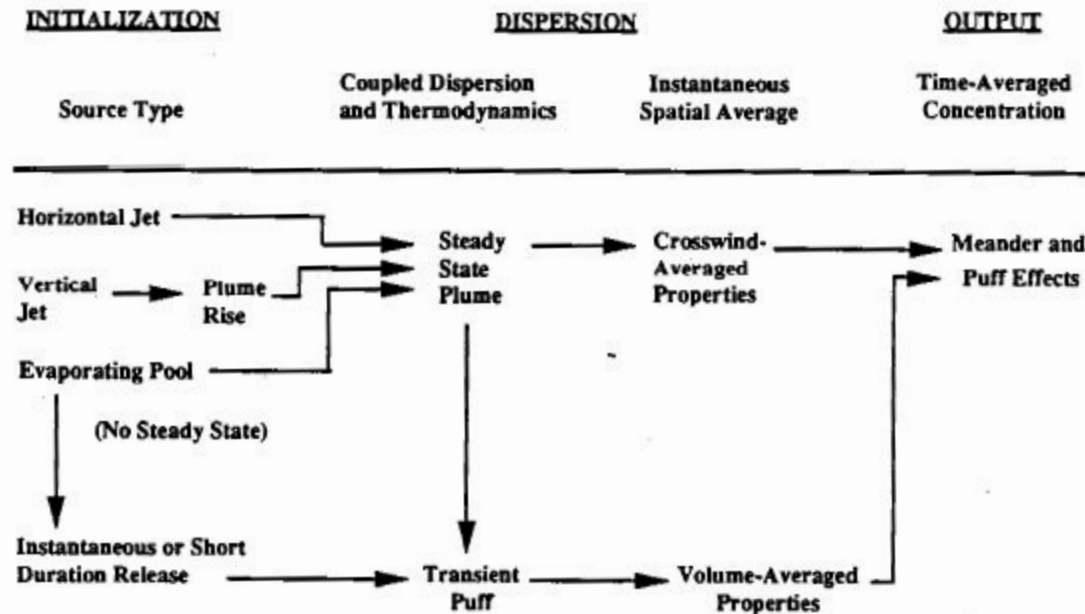 INITIALIZATION
DISPERSION
OUTPUT
Source Type
Coupled Dispersion
and Thermodynamics
Instantaneous
Spatial Average
Time-Averaged
Concentration
Horizontal Jet
Steady
State
Plume
Crosswind-
Averaged
Properties
Meander and
Puff Effects
Vertical
Jet
Plume
Rise
Evaporating Pool
(No Steady State)
Instantaneous or Short
Duration Release
Transient
Puff
Volume-Averaged
Properties